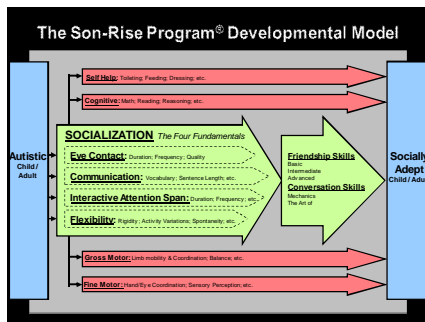 The Son-Rise Program® Developmental Model
Self Help: Toileting; Feeding; Dressing; etc.
Cognitive: Math; Reading; Reasoning; etc.
Autistic
Child /
Adult
SOCIALIZATION The Four Fundamentals
Eye Contact: Duration; Frequency; Quality
Communication: Vocabulary; Sentence Length; etc.
Interactive Attention Span: Duration; Frequency; etc.
Flexibility: Rigidity; Activity Variations; Spontaneity; etc.
Friendship Skills
Basic
Intermediate
Advanced
Conversation Skills
Mechanics
The Art of
Socially
Adept
Child / Adult
Gross Motor: Limb mobility & Coordination; Balance; etc.
Fine Motor: Hand/Eye Coordination; Sensory Perception; etc.